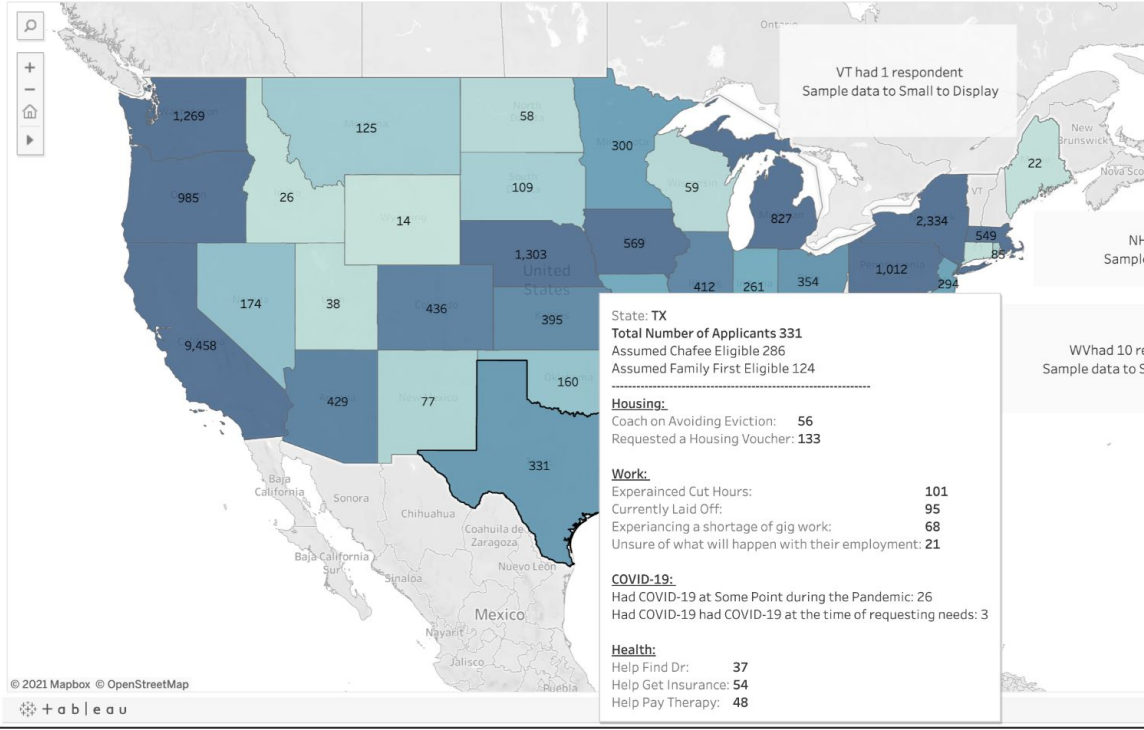 Ontario
VT had 1 respondent
Sample data to Small to Display
+
−
1,269
125
58
300
New
Brunswick
Nova Sco
22
985
26
14
109
59
827
VT
2,334
549
85
NH
Sample
1,303
569
United
States
174
38
436
395
412
261
354
1,012
294
WVhad 10 re
Sample data to S
9,458
429
77
160
331
State: TX
Total Number of Applicants 331
Assumed Chafee Eligible 286
Assumed Family First Eligible 124
------------------------------------------------------------
Housing:
Coach on Avoiding Eviction: 56
Requested a Housing Voucher: 133
Work:
Experainced Cut Hours: 101
Currently Laid Off: 95
Experiancing a shortage of gig work: 68
Unsure of what will happen with their employment: 21
COVID-19:
Had COVID-19 at Some Point during the Pandemic: 26
Had COVID-19 had COVID-19 at the time of requesting needs: 3
Health:
Help Find Dr: 37
Help Get Insurance: 54
Help Pay Therapy: 48
Baja
California
Sonora
Chihuahua
Coahuila de
Zaragoza
Baja California
Sur
Sinaloa
Nuevo León
Mexico
Nayarit
Jalisco
Puebla
© 2021 Mapbox © OpenStreetMap
+ a b | e a u